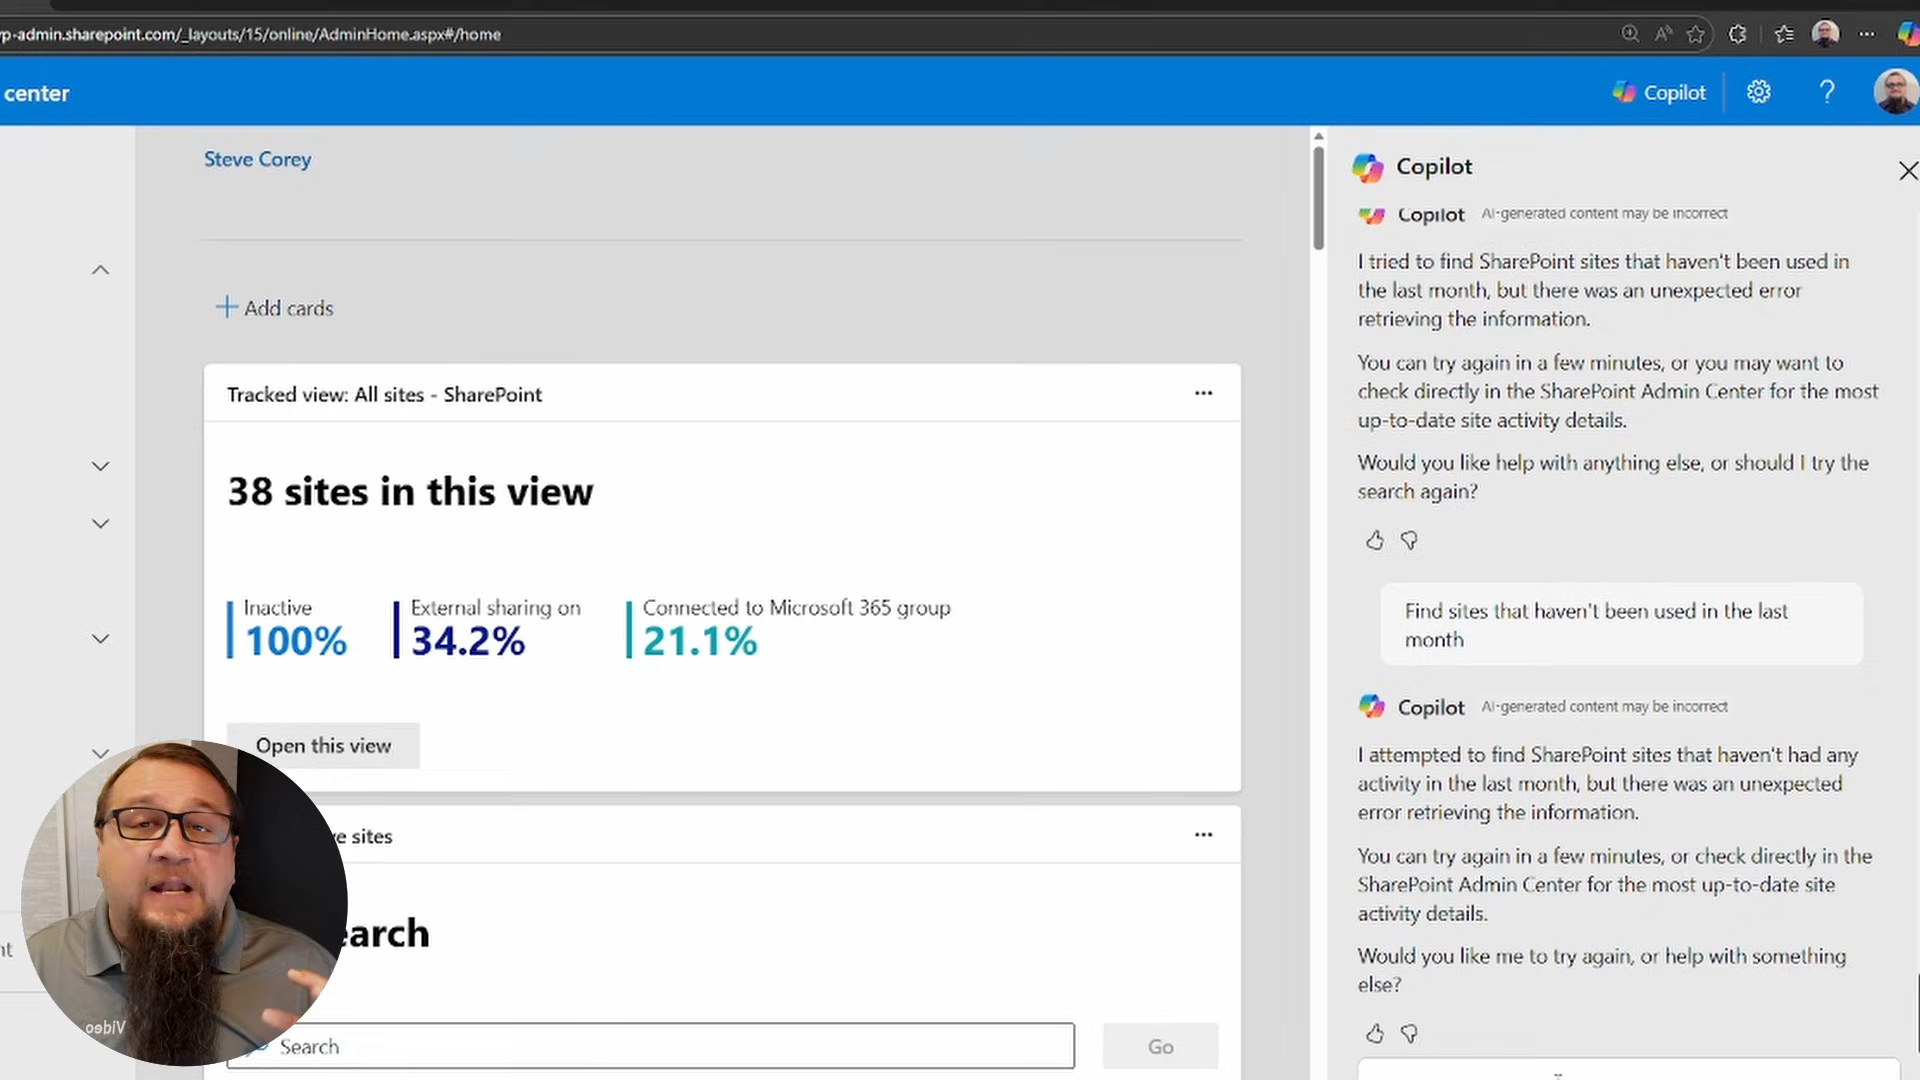 p-admin.sharepoint.com/_layouts/15/online/AdminHome.aspx#/home
center
Copilot
?
Steve Corey
Add cards
Tracked view: All sites - SharePoint
38 sites in this view
Inactive
100%
External sharing on
34.2%
Connected to Microsoft 365 group
21.1%
Open this view
sites
Search
Go
Video
Copilot
Copilot AI-generated content may be incorrect
I tried to find SharePoint sites that haven't been used in
the last month, but there was an unexpected error
retrieving the information.
You can try again in a few minutes, or you may want to
check directly in the SharePoint Admin Center for the most
up-to-date site activity details.
Would you like help with anything else, or should I try the
search again?
Find sites that haven't been used in the last
month
Copilot AI-generated content may be incorrect
I attempted to find SharePoint sites that haven't had any
activity in the last month, but there was an unexpected
error retrieving the information.
You can try again in a few minutes, or check directly in the
SharePoint Admin Center for the most up-to-date site
activity details.
Would you like me to try again, or help with something
else?